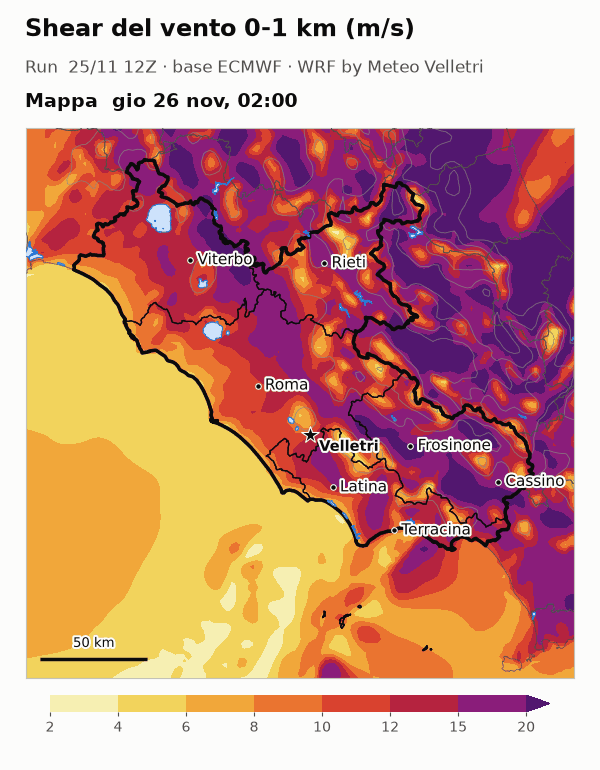 Shear del vento 0-1 km (m/s)
Run  25/11 12Z · base ECMWF · WRF by Meteo Velletri
Mappa  gio 26 nov, 02:00
Viterbo
Rieti
Roma
Velletri
Frosinone
Cassino
Latina
Terracina
50 km
2 4 6 8 10 12 15 20